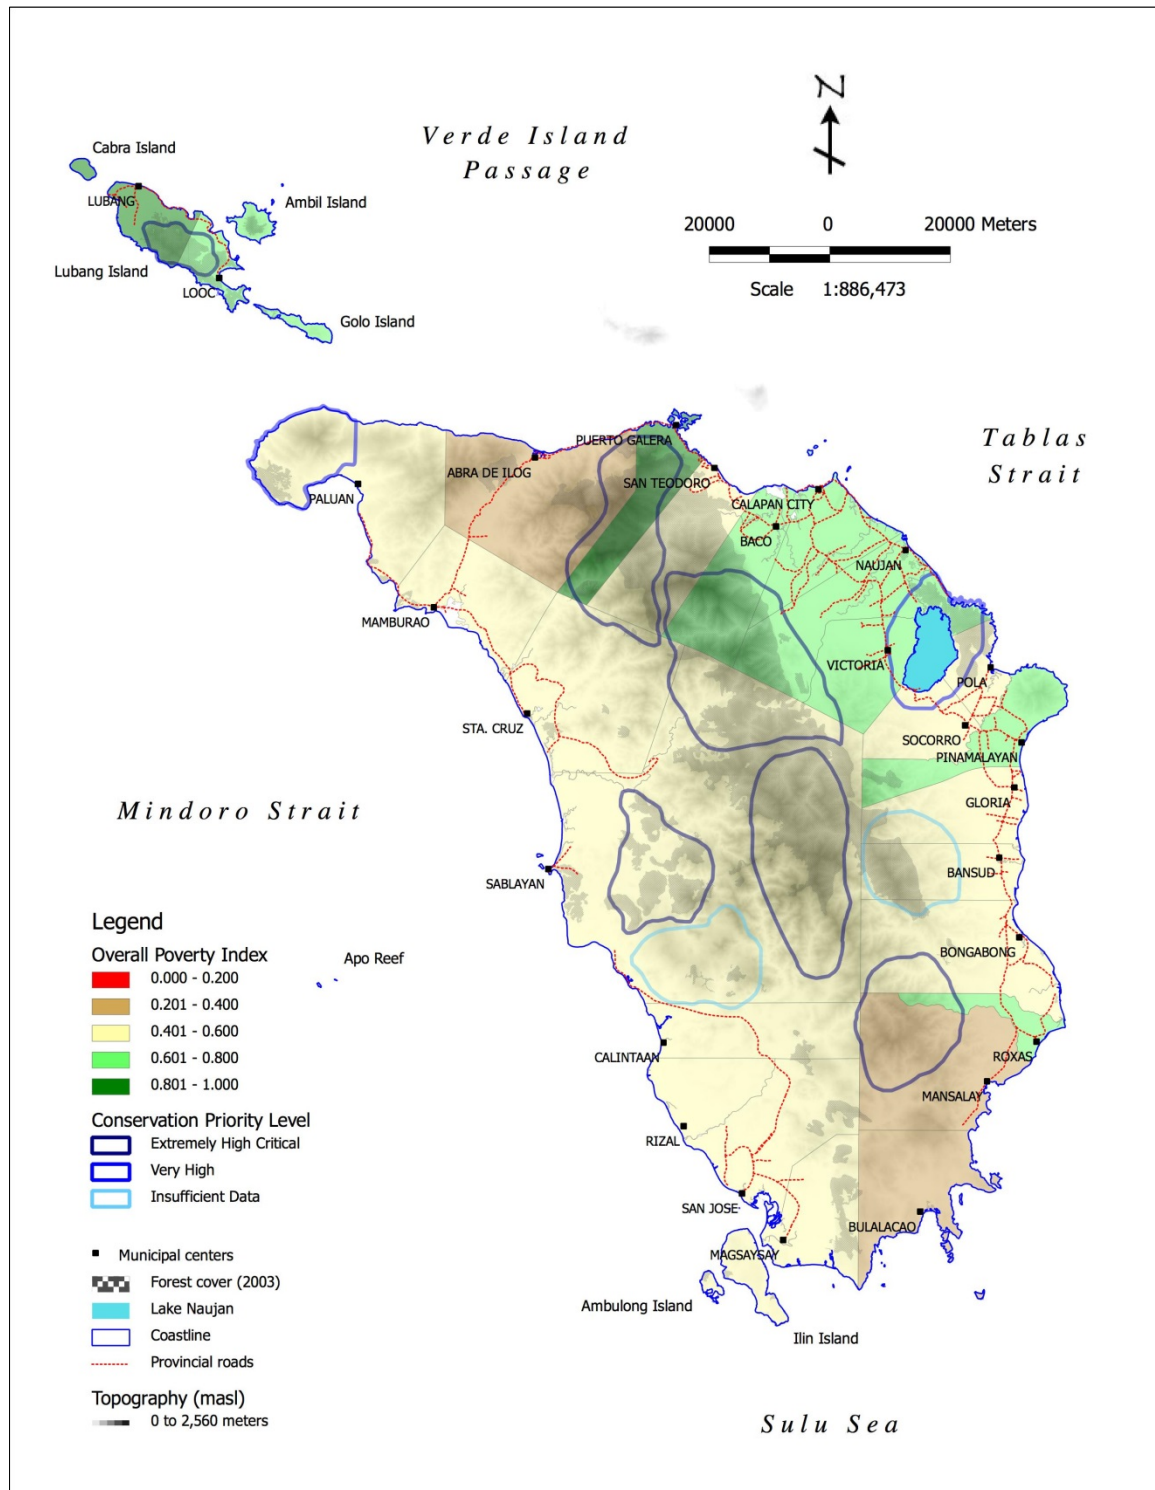 N
Verde Island
Passage
Cabra Island
LUBANG
Ambil Island
Lubang Island
LOOC
Golo Island
20000 0 20000 Meters
Scale 1:886,473
Tablas
Strait
PUERTO GALERA
ABRA DE ILOG
SAN TEODORO
PALUAN
CALAPAN CITY
BACO
NAUJAN
MAMBURAO
VICTORIA
POLA
STA. CRUZ
SOCORRO
PINAMALAYAN
GLORIA
Mindoro Strait
SABLAYAN
BANSUD
BONGABONG
Apo Reef
CALINTAAN
ROXAS
MANSALAY
RIZAL
SAN JOSE
BULALACAO
MAGSAYSAY
Ambulong Island
Ilin Island
Sulu Sea
Legend
Overall Poverty Index
0.000 - 0.200
0.201 - 0.400
0.401 - 0.600
0.601 - 0.800
0.801 - 1.000
Conservation Priority Level
Extremely High Critical
Very High
Insufficient Data
Municipal centers
Forest cover (2003)
Lake Naujan
Coastline
Provincial roads
Topography (masl)
0 to 2,560 meters